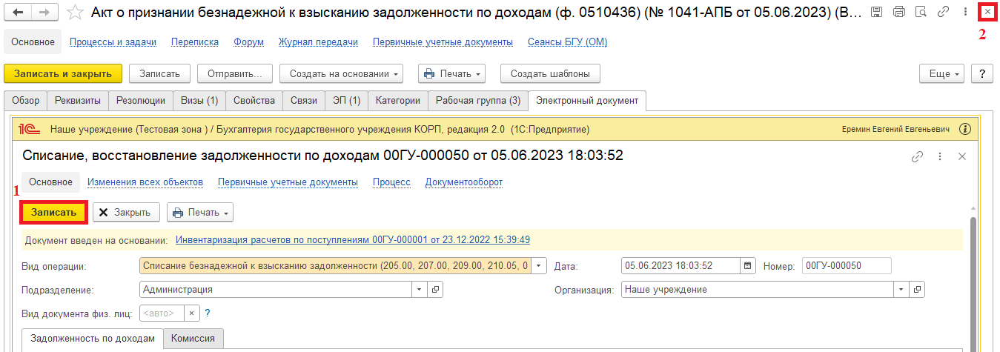 Акт о признании безнадежной к взысканию задолженности по доходам (ф. 0510436) (№ 1041-АПБ от 05.06.2023) (В...
2
Основное Процессы и задачи Переписка Форум Журнал передачи Первичные учетные документы Сеансы БГУ (ОМ)
Записать и закрыть Записать Отправить... Создать на основании Печать Создать шаблоны Еще ?
Обзор Реквизиты Резолюции Визы (1) Свойства Связи ЭП (1) Категории Рабочая группа (3) Электронный документ
1С Наше учреждение (Тестовая зона ) / Бухгалтерия государственного учреждения КОРП, редакция 2.0 (1С:Предприятие) Еремин Евгений Евгеньевич
Списание, восстановление задолженности по доходам 00ГУ-000050 от 05.06.2023 18:03:52
Основное Изменения всех объектов Первичные учетные документы Процесс Документооборот
1
Записать Закрыть Печать
Документ введен на основании: Инвентаризация расчетов по поступлениям 00ГУ-000001 от 23.12.2022 15:39:49
Вид операции: Списание безнадежной к взысканию задолженности (205.00, 207.00, 209.00, 210.05, 0 Дата: 05.06.2023 18:03:52 Номер: 00ГУ-000050
Подразделение: Администрация Организация: Наше учреждение
Вид документа физ. лиц: <авто> × ?
Задолженность по доходам Комиссия